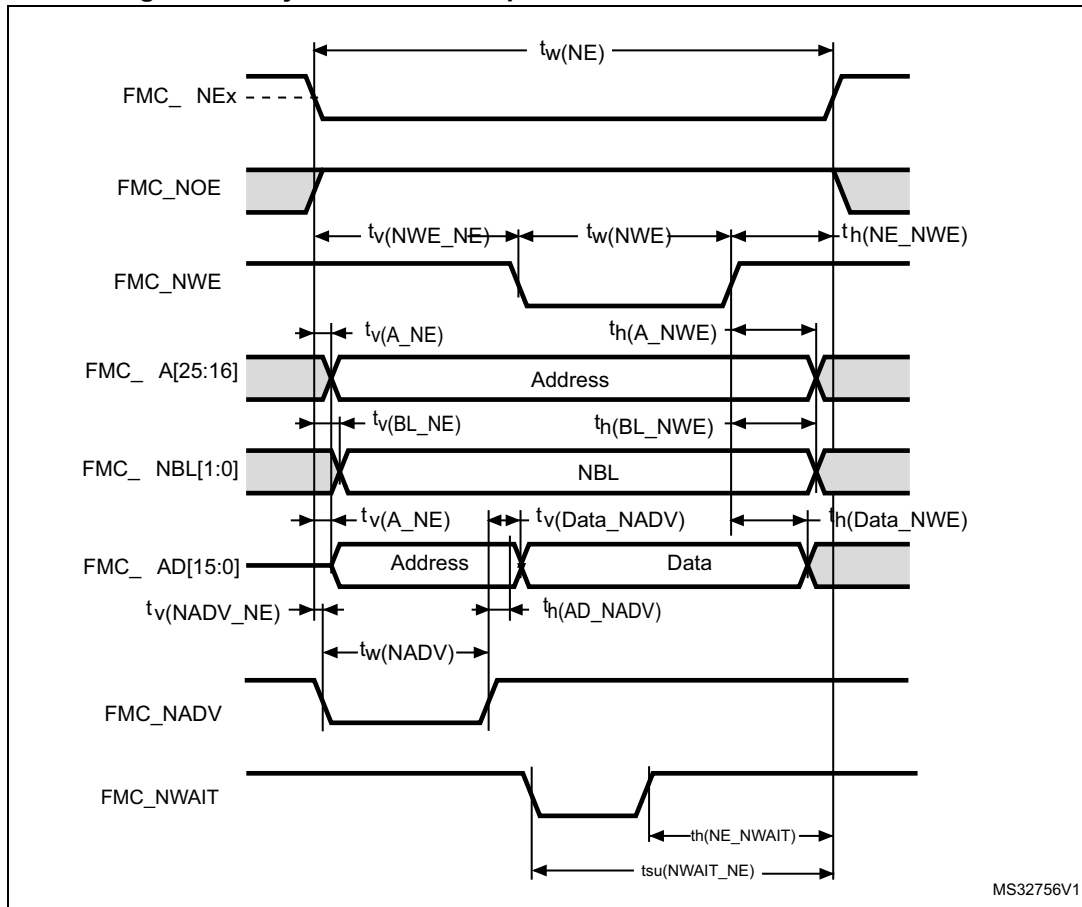 tw(NE)
FMC_ NEx
FMC_NOE
tv(NWE_NE) tw(NWE) th(NE_NWE)
FMC_NWE
tv(A_NE) th(A_NWE)
FMC_ A[25:16] Address
tv(BL_NE) th(BL_NWE)
FMC_ NBL[1:0] NBL
tv(A_NE) tv(Data_NADV) th(Data_NWE)
FMC_ AD[15:0] Address Data
tv(NADV_NE) th(AD_NADV)
tw(NADV)
FMC_NADV
FMC_NWAIT
th(NE_NWAIT)
tsu(NWAIT_NE)
MS32756V1